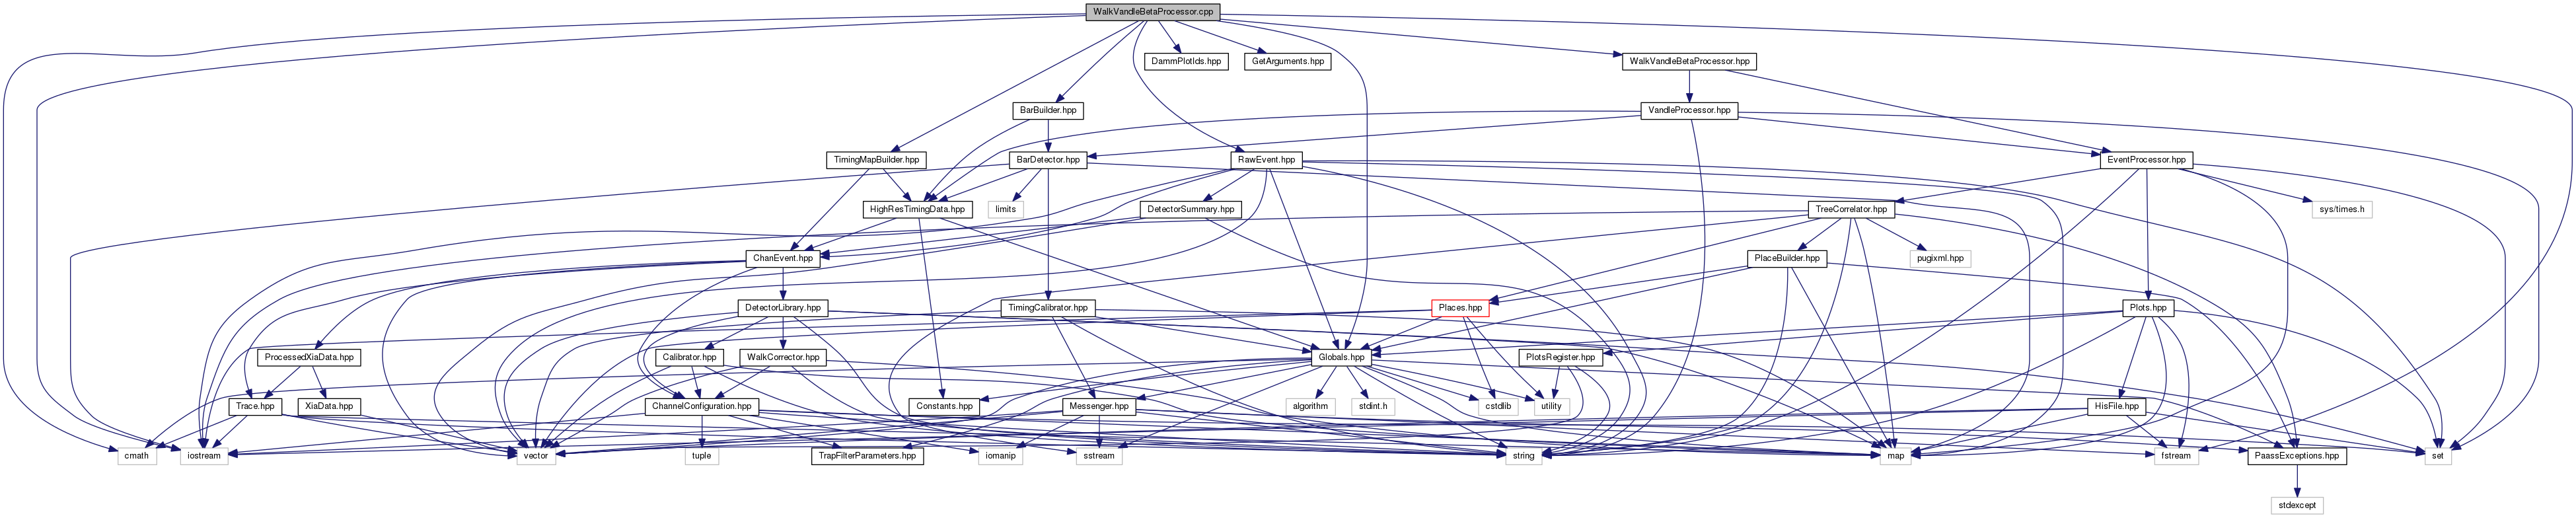 WalkVandleBetaProcessor.cpp
DammPlotIds.hpp
GetArguments.hpp
WalkVandleBetaProcessor.hpp
BarBuilder.hpp
VandleProcessor.hpp
TimingMapBuilder.hpp
BarDetector.hpp
RawEvent.hpp
EventProcessor.hpp
HighResTimingData.hpp
limits
DetectorSummary.hpp
TreeCorrelator.hpp
sys/times.h
ChanEvent.hpp
PlaceBuilder.hpp
pugixml.hpp
DetectorLibrary.hpp
TimingCalibrator.hpp
Places.hpp
Plots.hpp
ProcessedXiaData.hpp
Calibrator.hpp
WalkCorrector.hpp
Globals.hpp
PlotsRegister.hpp
Trace.hpp
XiaData.hpp
ChannelConfiguration.hpp
Constants.hpp
Messenger.hpp
algorithm
stdint.h
cstdlib
utility
HisFile.hpp
cmath
iostream
vector
tuple
TrapFilterParameters.hpp
iomanip
sstream
string
map
fstream
PaassExceptions.hpp
set
stdexcept